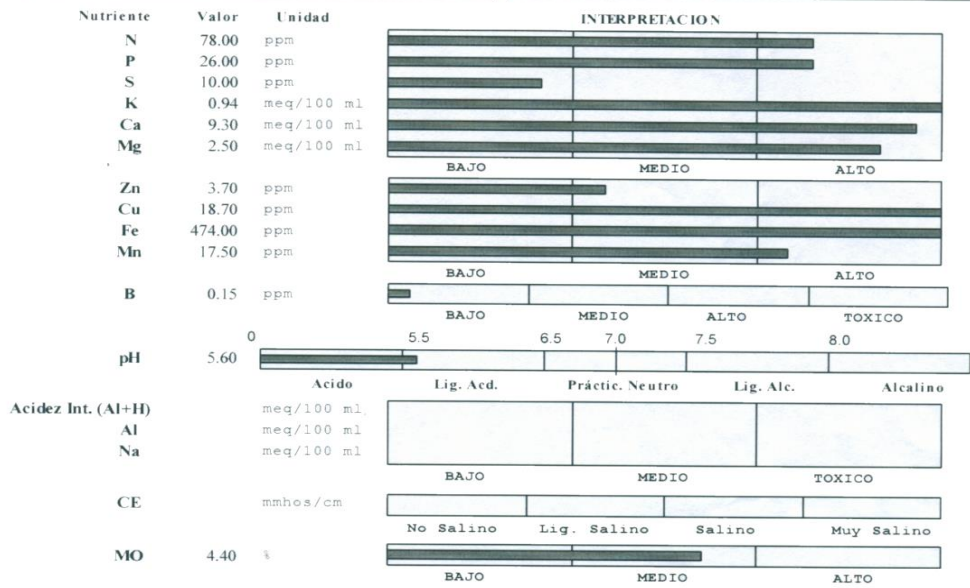 Nutriente Valor Unidad INTERPRETACION
N 78.00 ppm
P 26.00 ppm
S 10.00 ppm
K 0.94 meq/100 ml
Ca 9.30 meq/100 ml
Mg 2.50 meq/100 ml
BAJO MEDIO ALTO
Zn 3.70 ppm
Cu 18.70 ppm
Fe 474.00 ppm
Mn 17.50 ppm
BAJO MEDIO ALTO
B 0.15 ppm
BAJO MEDIO ALTO TOXICO
0 5.5 6.5 7.0 7.5 8.0
pH 5.60
Acido Lig. Acd. Práctic. Neutro Lig. Alc. Alcalino
Acidez Int. (Al+H) meq/100 ml
Al meq/100 ml
Na meq/100 ml
BAJO MEDIO TOXICO
CE mmhos/cm
No Salino Lig. Salino Salino Muy Salino
MO 4.40 %
BAJO MEDIO ALTO